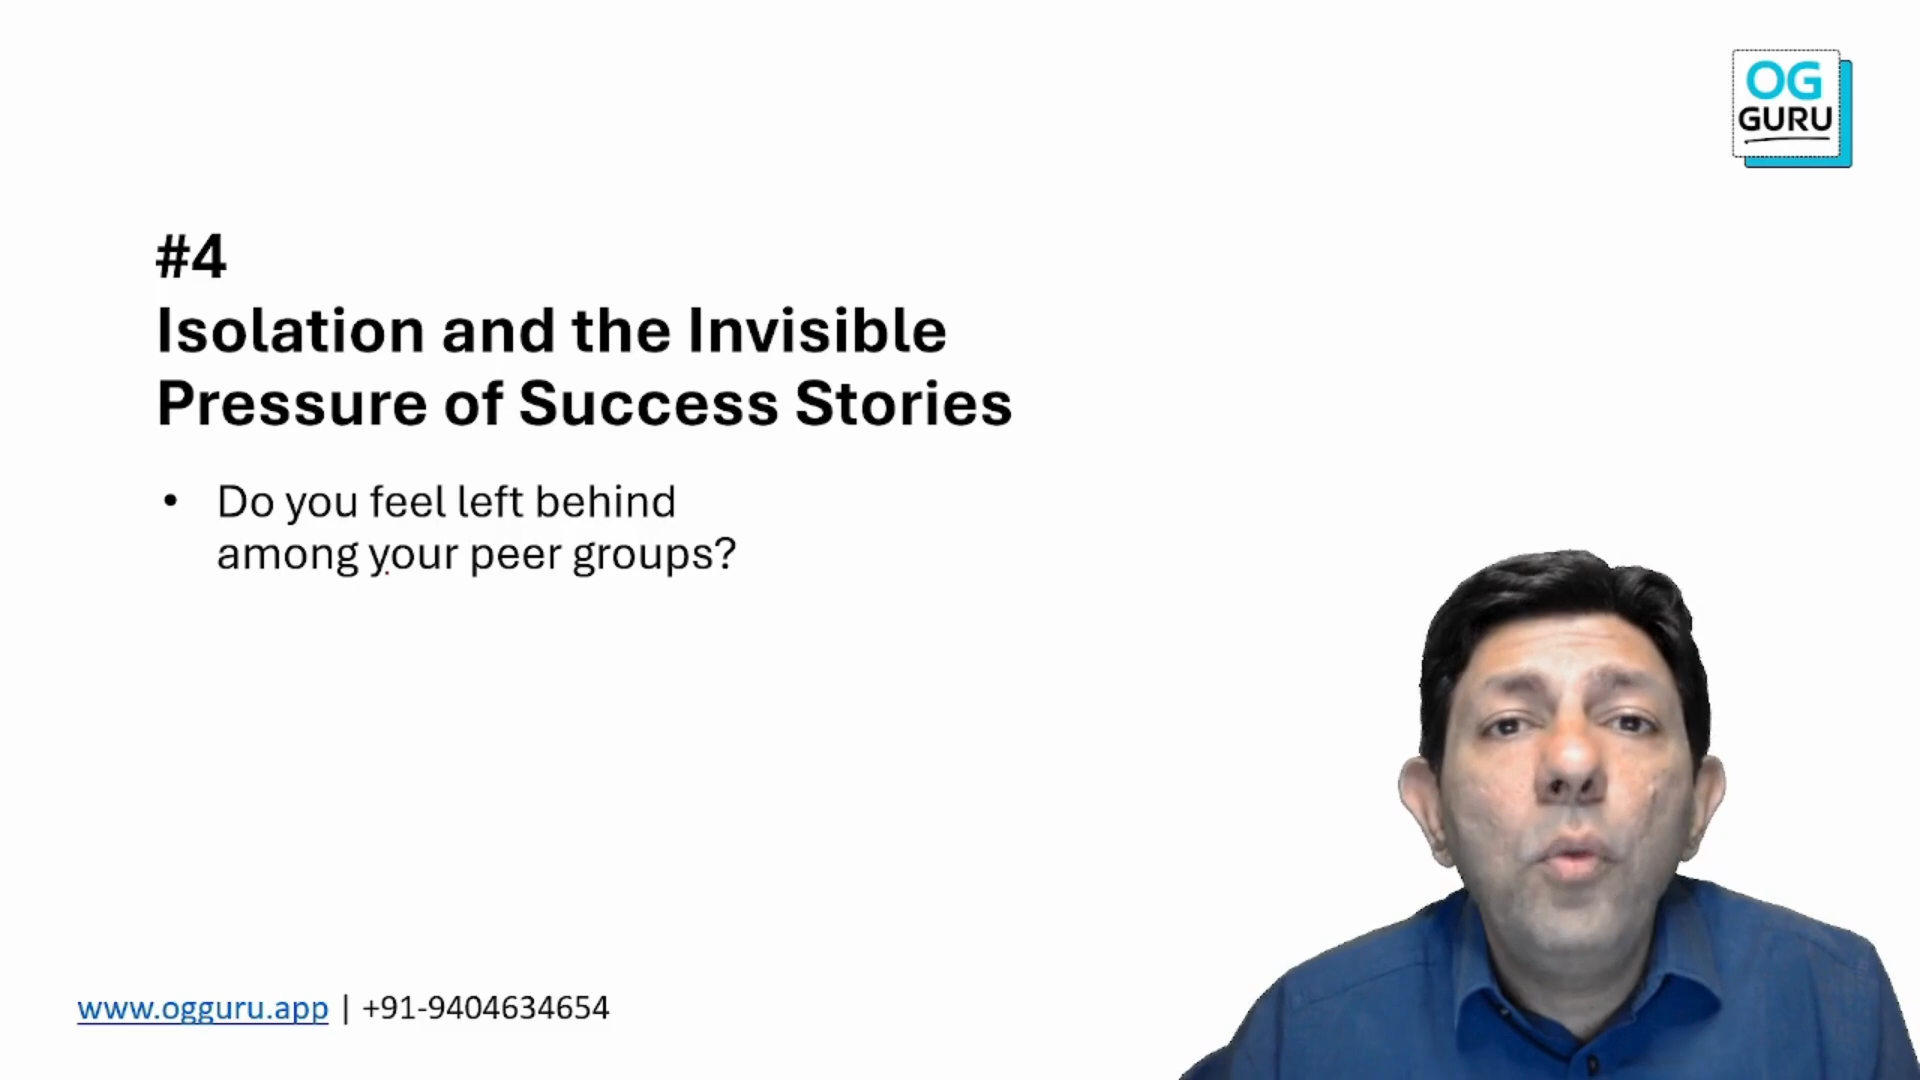 OG
GURU
#4
Isolation and the Invisible
Pressure of Success Stories
• Do you feel left behind
among your peer groups?
www.ogguru.app | +91-9404634654